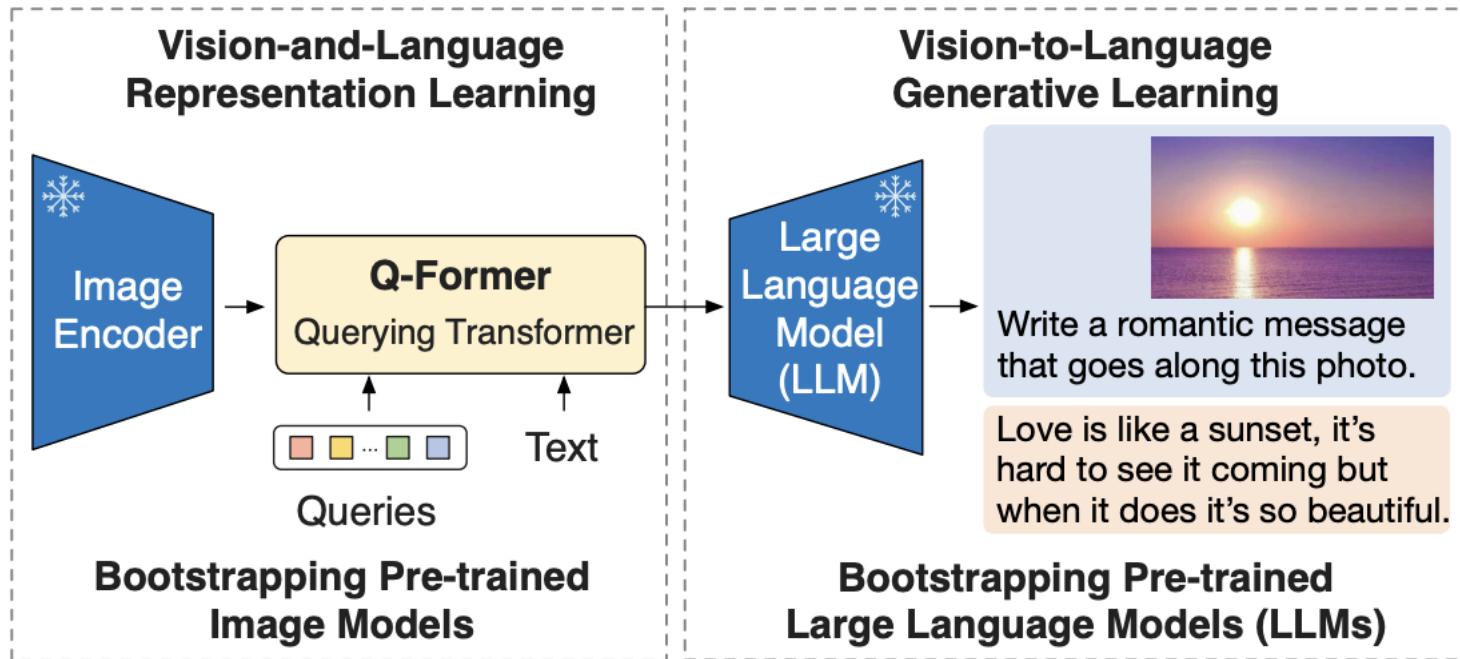 Vision-and-Language
Representation Learning
Image
Encoder
Q-Former
Querying Transformer
...
Queries
Text
Bootstrapping Pre-trained
Image Models
Vision-to-Language
Generative Learning
Large
Language
Model
(LLM)
Write a romantic message
that goes along this photo.
Love is like a sunset, it's
hard to see it coming but
when it does it's so beautiful.
Bootstrapping Pre-trained
Large Language Models (LLMs)